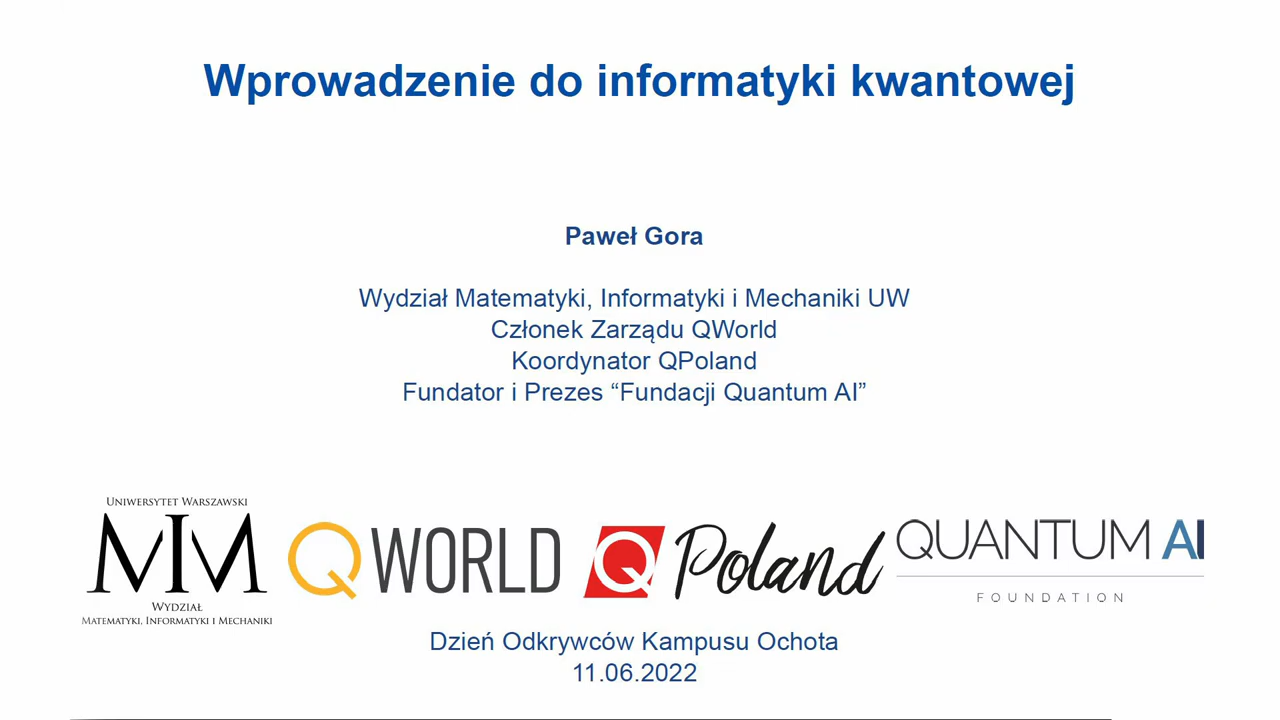 Wprowadzenie do informatyki kwantowej
Paweł Gora
Wydział Matematyki, Informatyki i Mechaniki UW
Członek Zarządu QWorld
Koordynator QPoland
Fundator i Prezes “Fundacji Quantum AI”
Uniwersytet Warszawski
MIM
Wydział
Matematyki, Informatyki i Mechaniki
QWORLD
Q Poland
QUANTUM AI
FOUNDATION
Dzień Odkrywców Kampusu Ochota
11.06.2022